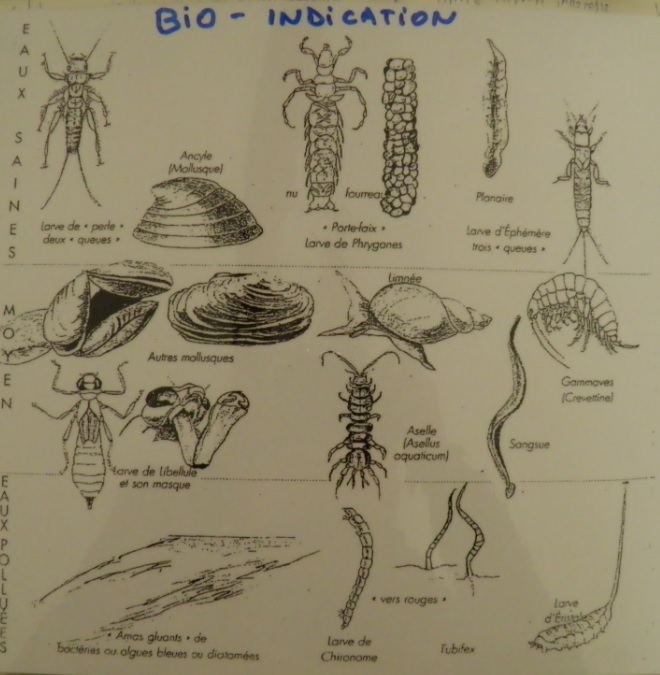 BIO - INDICATION
EAUX SAINES
Ancyle
(Mollusque)
nu
fourreau
Planaire
Larve de « perle »
deux « queues »
« Porte-faix »
Larve de Phryganes
Larve d'Éphémère
trois « queues »
MOYEN
Limnée
Autres mollusques
Gammaves
(Crevettine)
Aselle
(Asellus
aquaticum)
Sangsue
Larve de Libellule
et son masque
EAUX POLLUÉES
« vers rouges »
Larve
d'Éristale
« Amas gluants » de
bactéries ou algues bleues ou diatomées
Larve de
Chironome
Tubifex